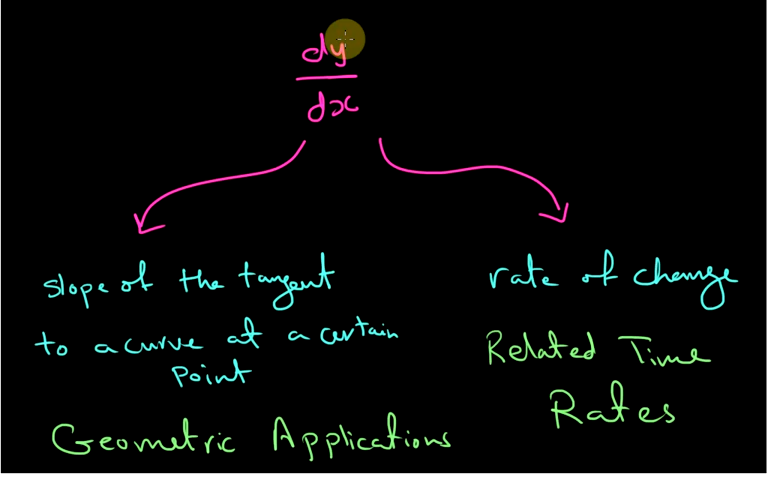 dy
dx
slope of the tangent
to a curve at a certain
point
Geometric Applications
rate of change
Related Time
Rates